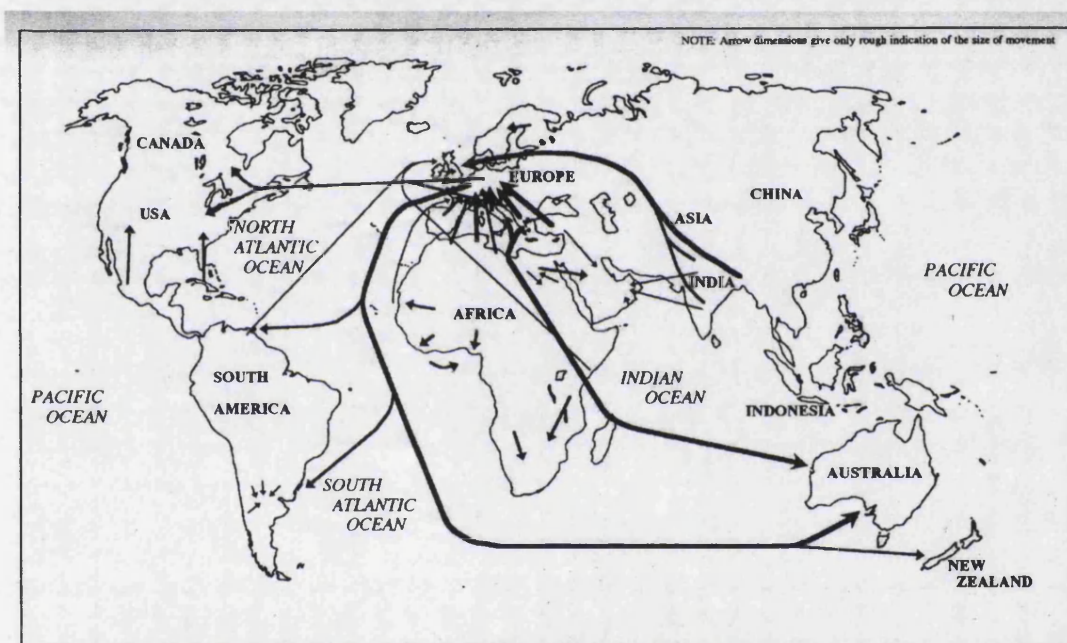 NOTE: Arrow dimensions give only rough indication of the size of movement
CANADA
EUROPE
CHINA
USA
ASIA
NORTH
ATLANTIC
OCEAN
INDIA
PACIFIC
OCEAN
AFRICA
SOUTH
AMERICA
INDIAN
OCEAN
PACIFIC
OCEAN
INDONESIA
AUSTRALIA
SOUTH
ATLANTIC
OCEAN
NEW
ZEALAND